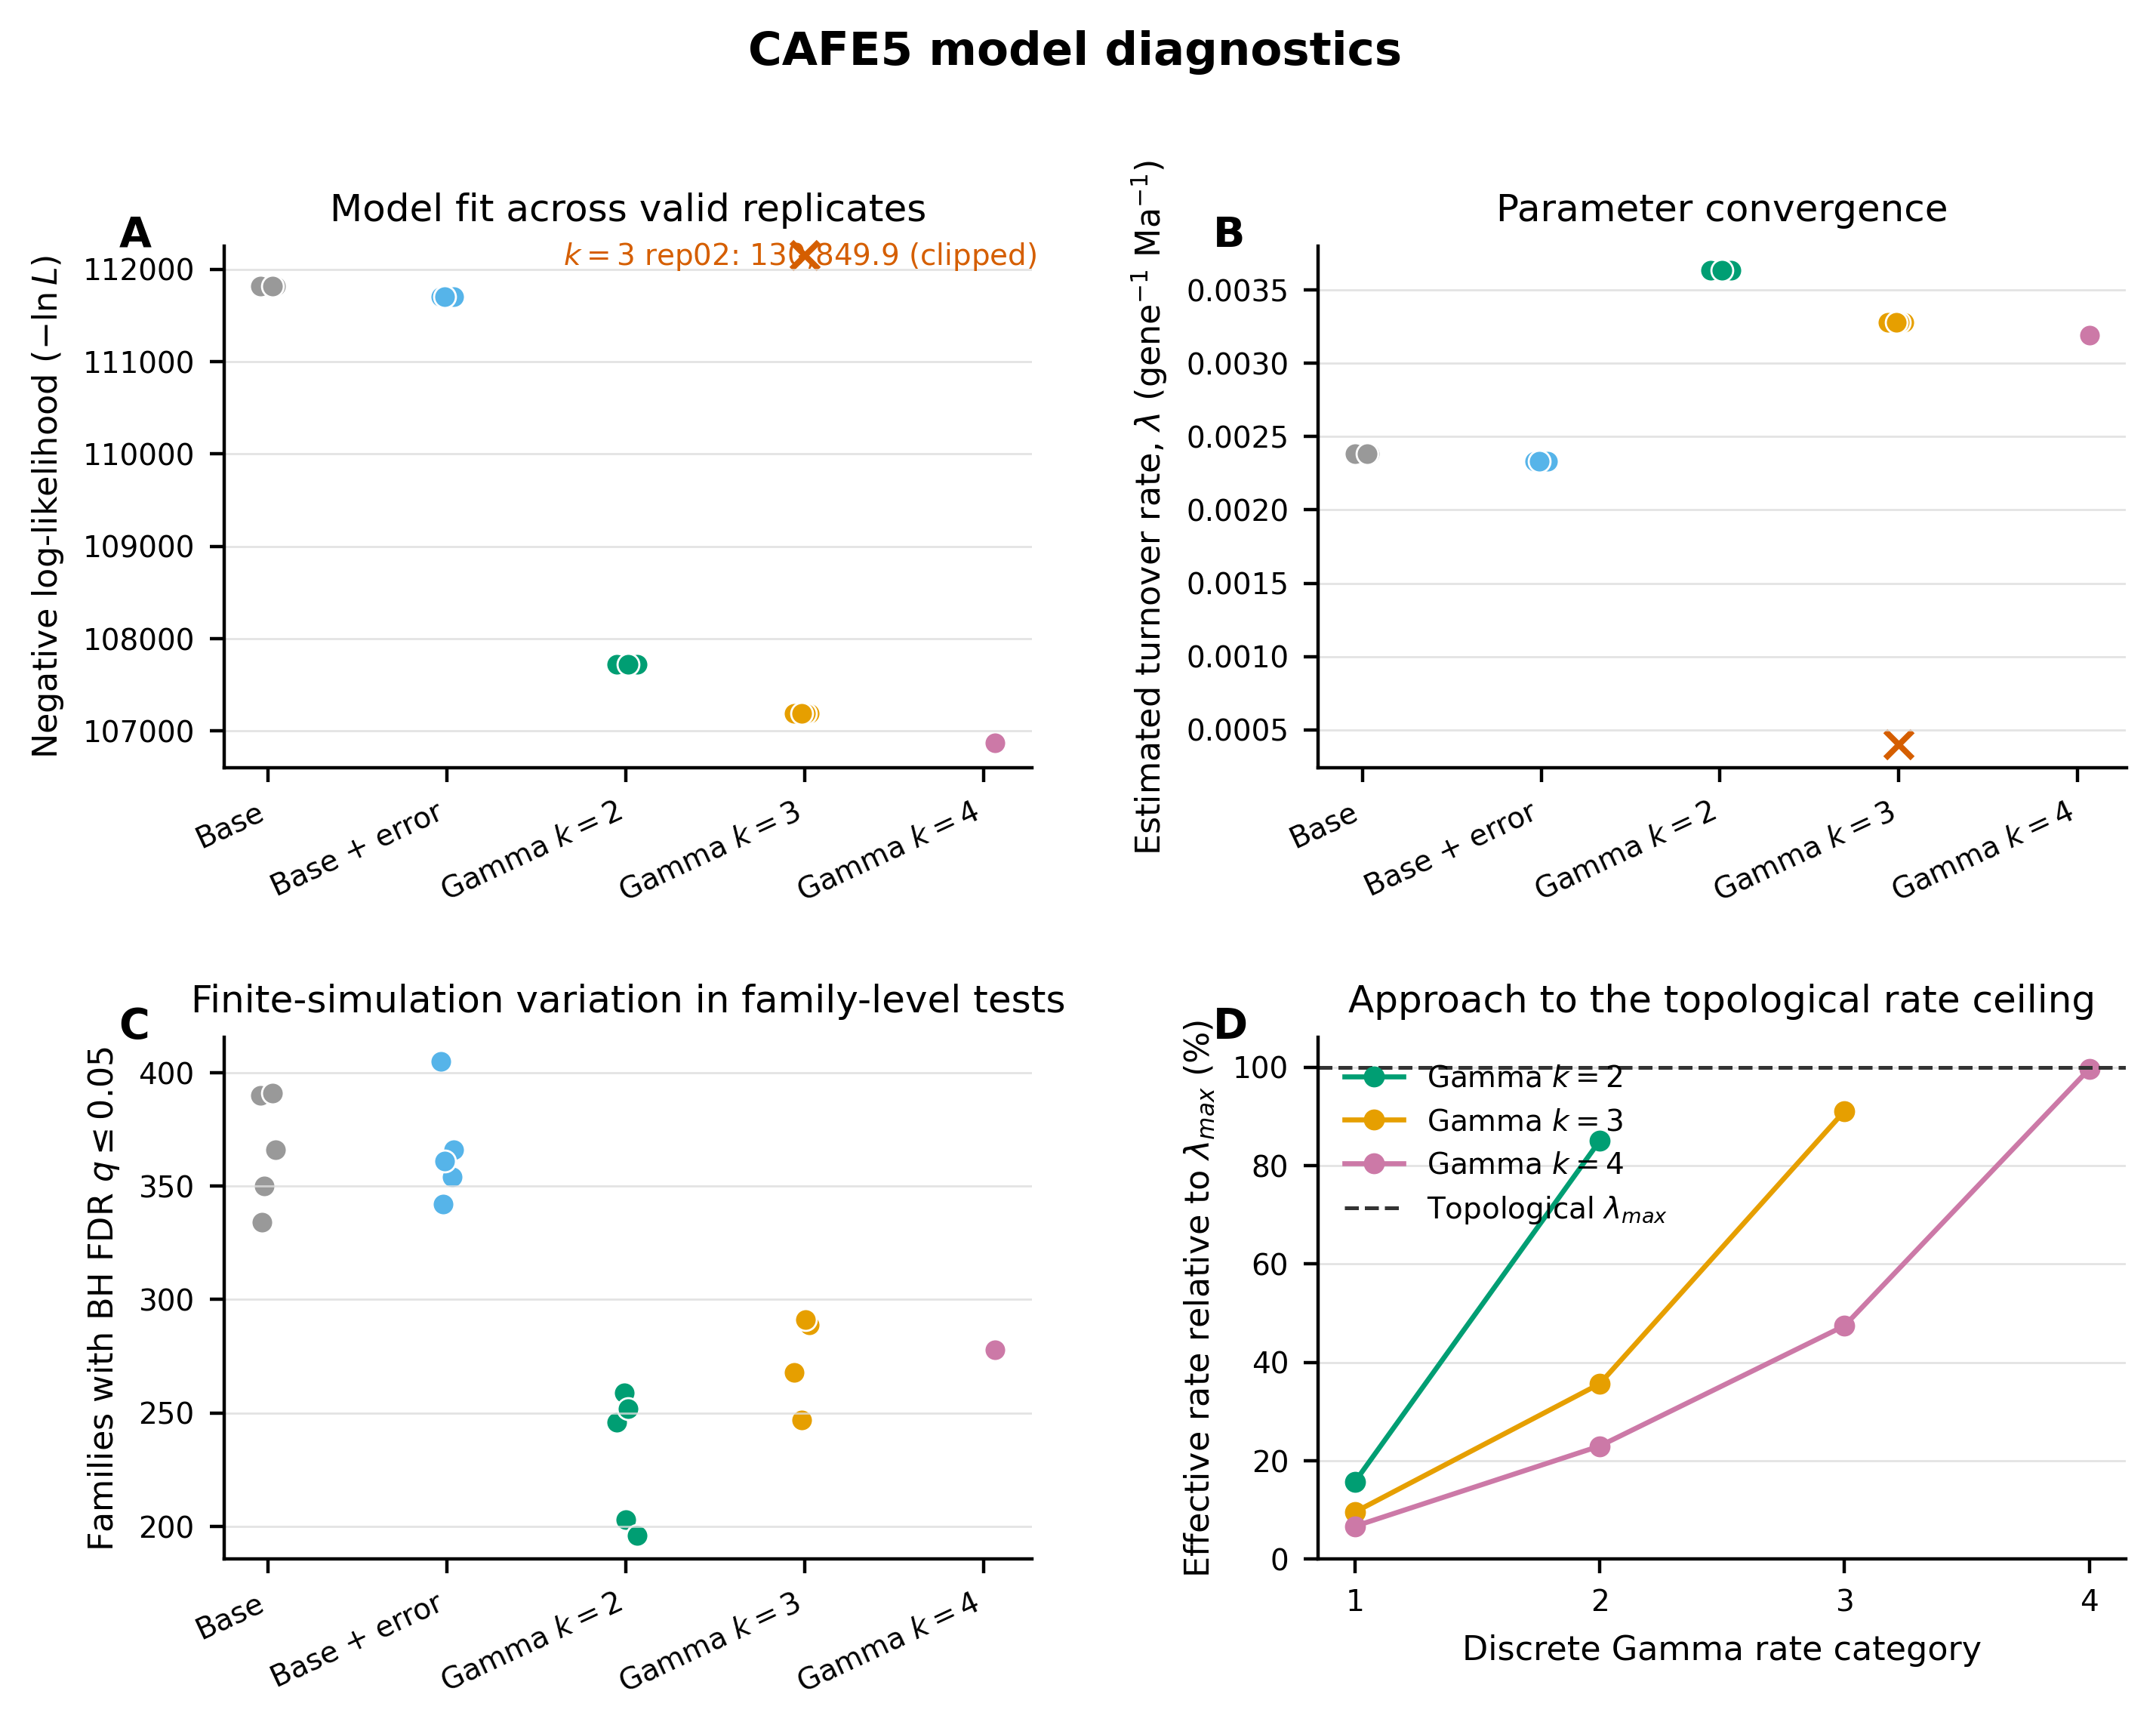 CAFE5 model diagnostics
A
Model fit across valid replicates
k = 3 rep02: 130,849.9 (clipped)
Negative log-likelihood (−ln L)
112000
111000
110000
109000
108000
107000
Base
Base + error
Gamma k = 2
Gamma k = 3
Gamma k = 4
B
Parameter convergence
Estimated turnover rate, λ (gene⁻¹ Ma⁻¹)
0.0035
0.0030
0.0025
0.0020
0.0015
0.0010
0.0005
Base
Base + error
Gamma k = 2
Gamma k = 3
Gamma k = 4
C
Finite-simulation variation in family-level tests
Families with BH FDR q ≤ 0.05
400
350
300
250
200
Base
Base + error
Gamma k = 2
Gamma k = 3
Gamma k = 4
D
Approach to the topological rate ceiling
Effective rate relative to λmax (%)
100
80
60
40
20
0
Gamma k = 2
Gamma k = 3
Gamma k = 4
Topological λmax
1
2
3
4
Discrete Gamma rate category